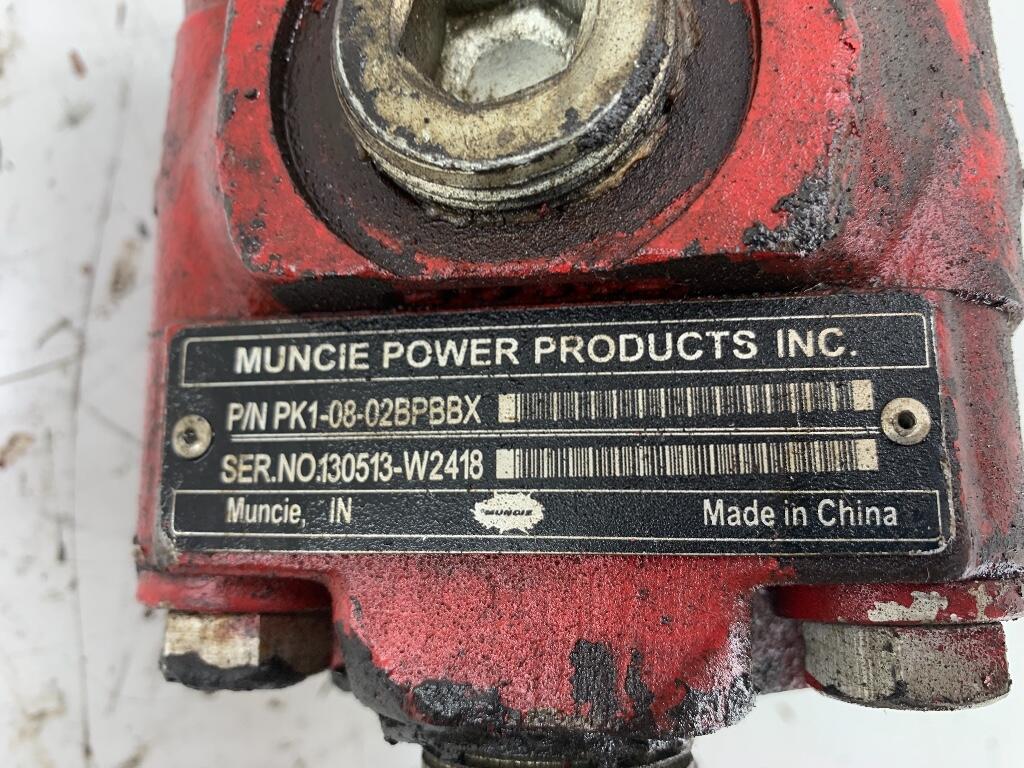 MUNCIE POWER PRODUCTS INC.
P/N PK1-08-02BPBBX
SER.NO.130513-W2418
Muncie, IN
MUNCIE
Made in China